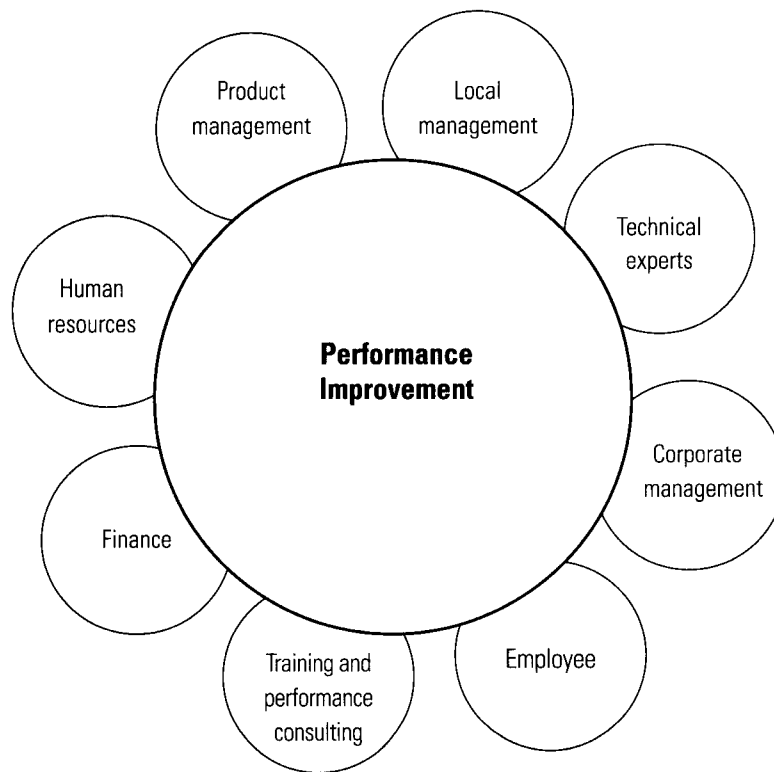 Product
management
Local
management
Technical
experts
Human
resources
Performance
Improvement
Corporate
management
Finance
Employee
Training and
performance
consulting